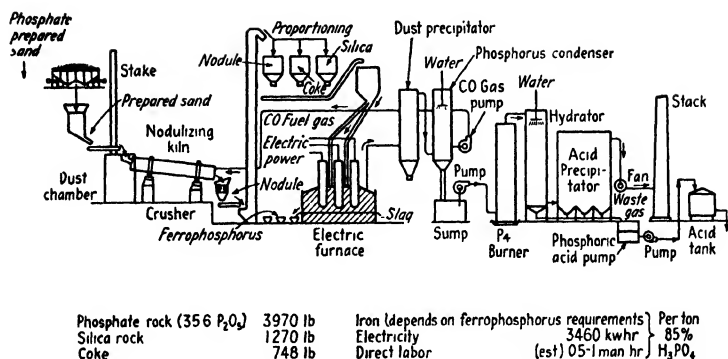 Phosphate
prepared
sand
Stake
Prepared sand
Nodulizing
kiln
Dust
chamber
Crusher
Nodule
Ferrophosphorus
Proportioning
Nodule
Coke
Silica
CO Fuel gas
Electric
power
Slag
Electric
furnace
Dust precipitator
Water
Phosphorus condenser
CO Gas
pump
Pump
Sump
P4
Burner
Water
Hydrator
Acid
Precipi-
tator
Fan
Waste
gas
Stack
Phosphoric
acid pump
Pump
Acid
tank
Phosphate rock (35 6 P₂O₅) 3970 lb
Silica rock 1270 lb
Coke 748 lb
Iron (depends on ferrophosphorus requirements)
Electricity 3460 kwhr
Direct labor (est) 05-1 man hr
Per ton
85%
H₃PO₄